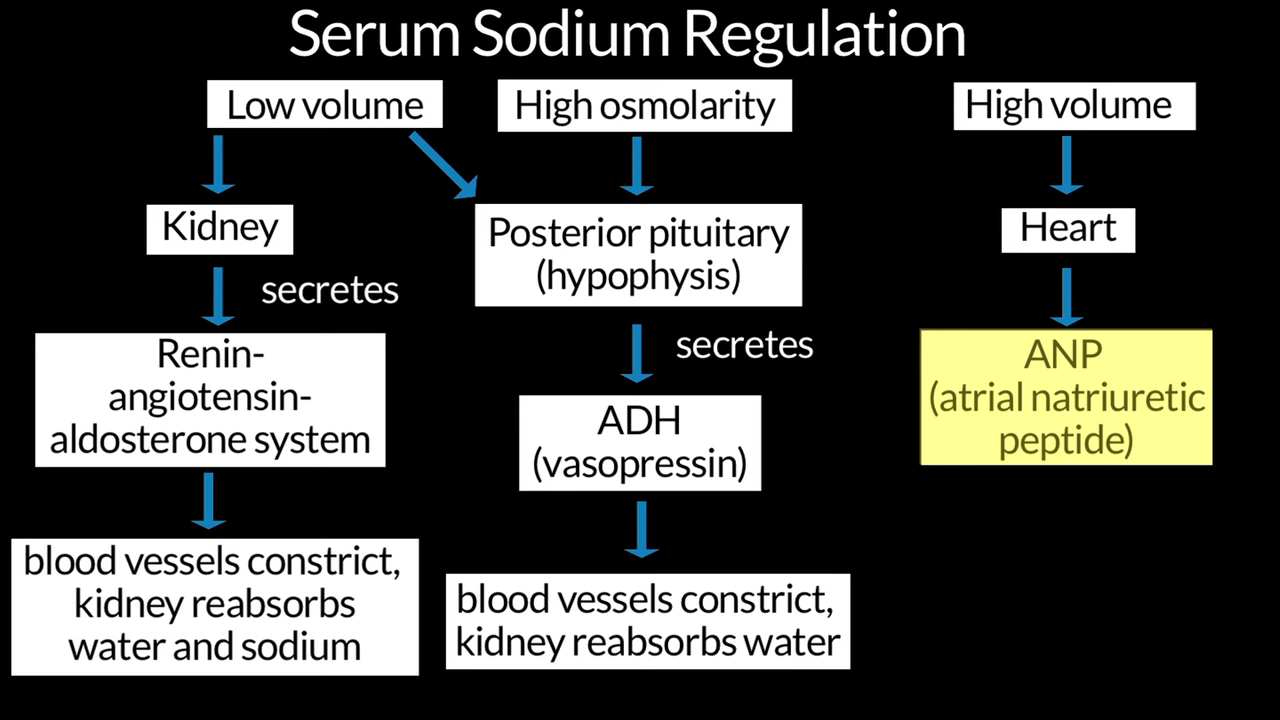 Serum Sodium Regulation
Low volume
High osmolarity
High volume
Kidney
Posterior pituitary
(hypophysis)
Heart
secretes
secretes
Renin-
angiotensin-
aldosterone system
ADH
(vasopressin)
ANP
(atrial natriuretic
peptide)
blood vessels constrict,
kidney reabsorbs
water and sodium
blood vessels constrict,
kidney reabsorbs water